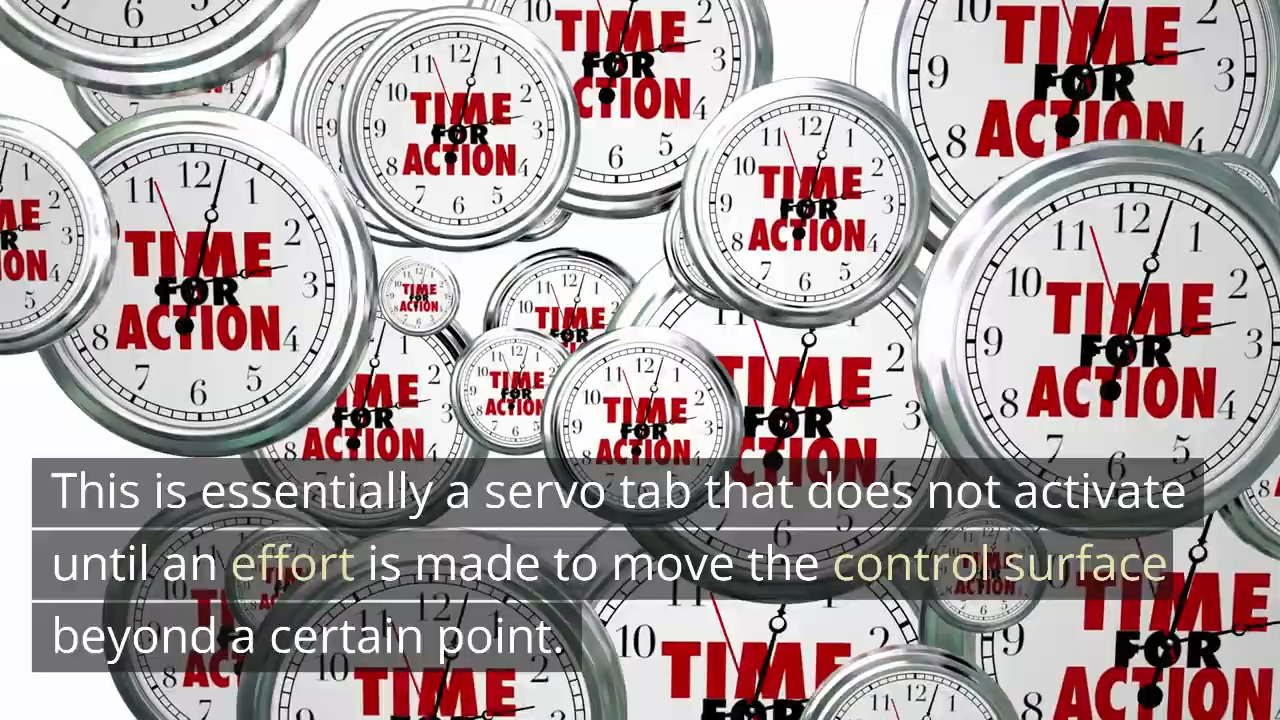 TIME
FOR
ACTION
This is essentially a servo tab that does not activate
until an effort is made to move the control surface
beyond a certain point.